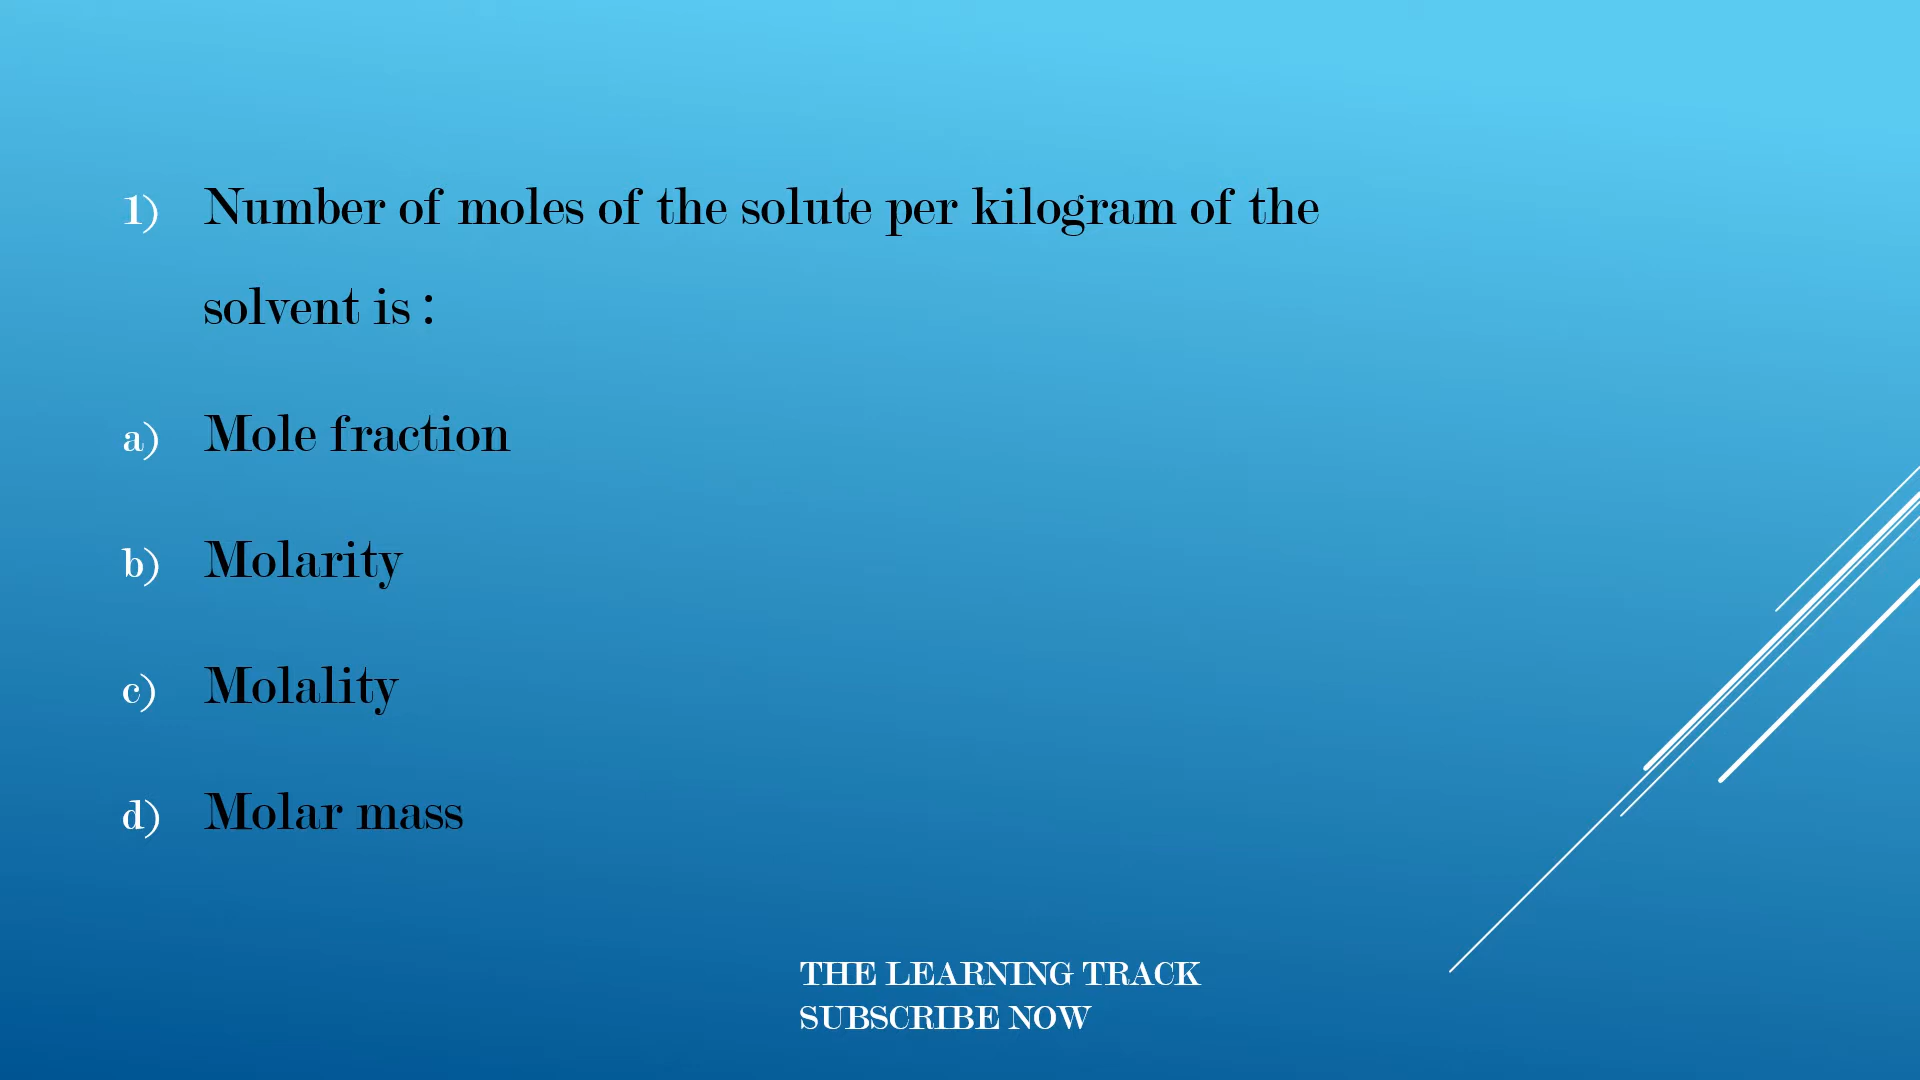 1) Number of moles of the solute per kilogram of the
solvent is :
a) Mole fraction
b) Molarity
c) Molality
d) Molar mass
THE LEARNING TRACK
SUBSCRIBE NOW